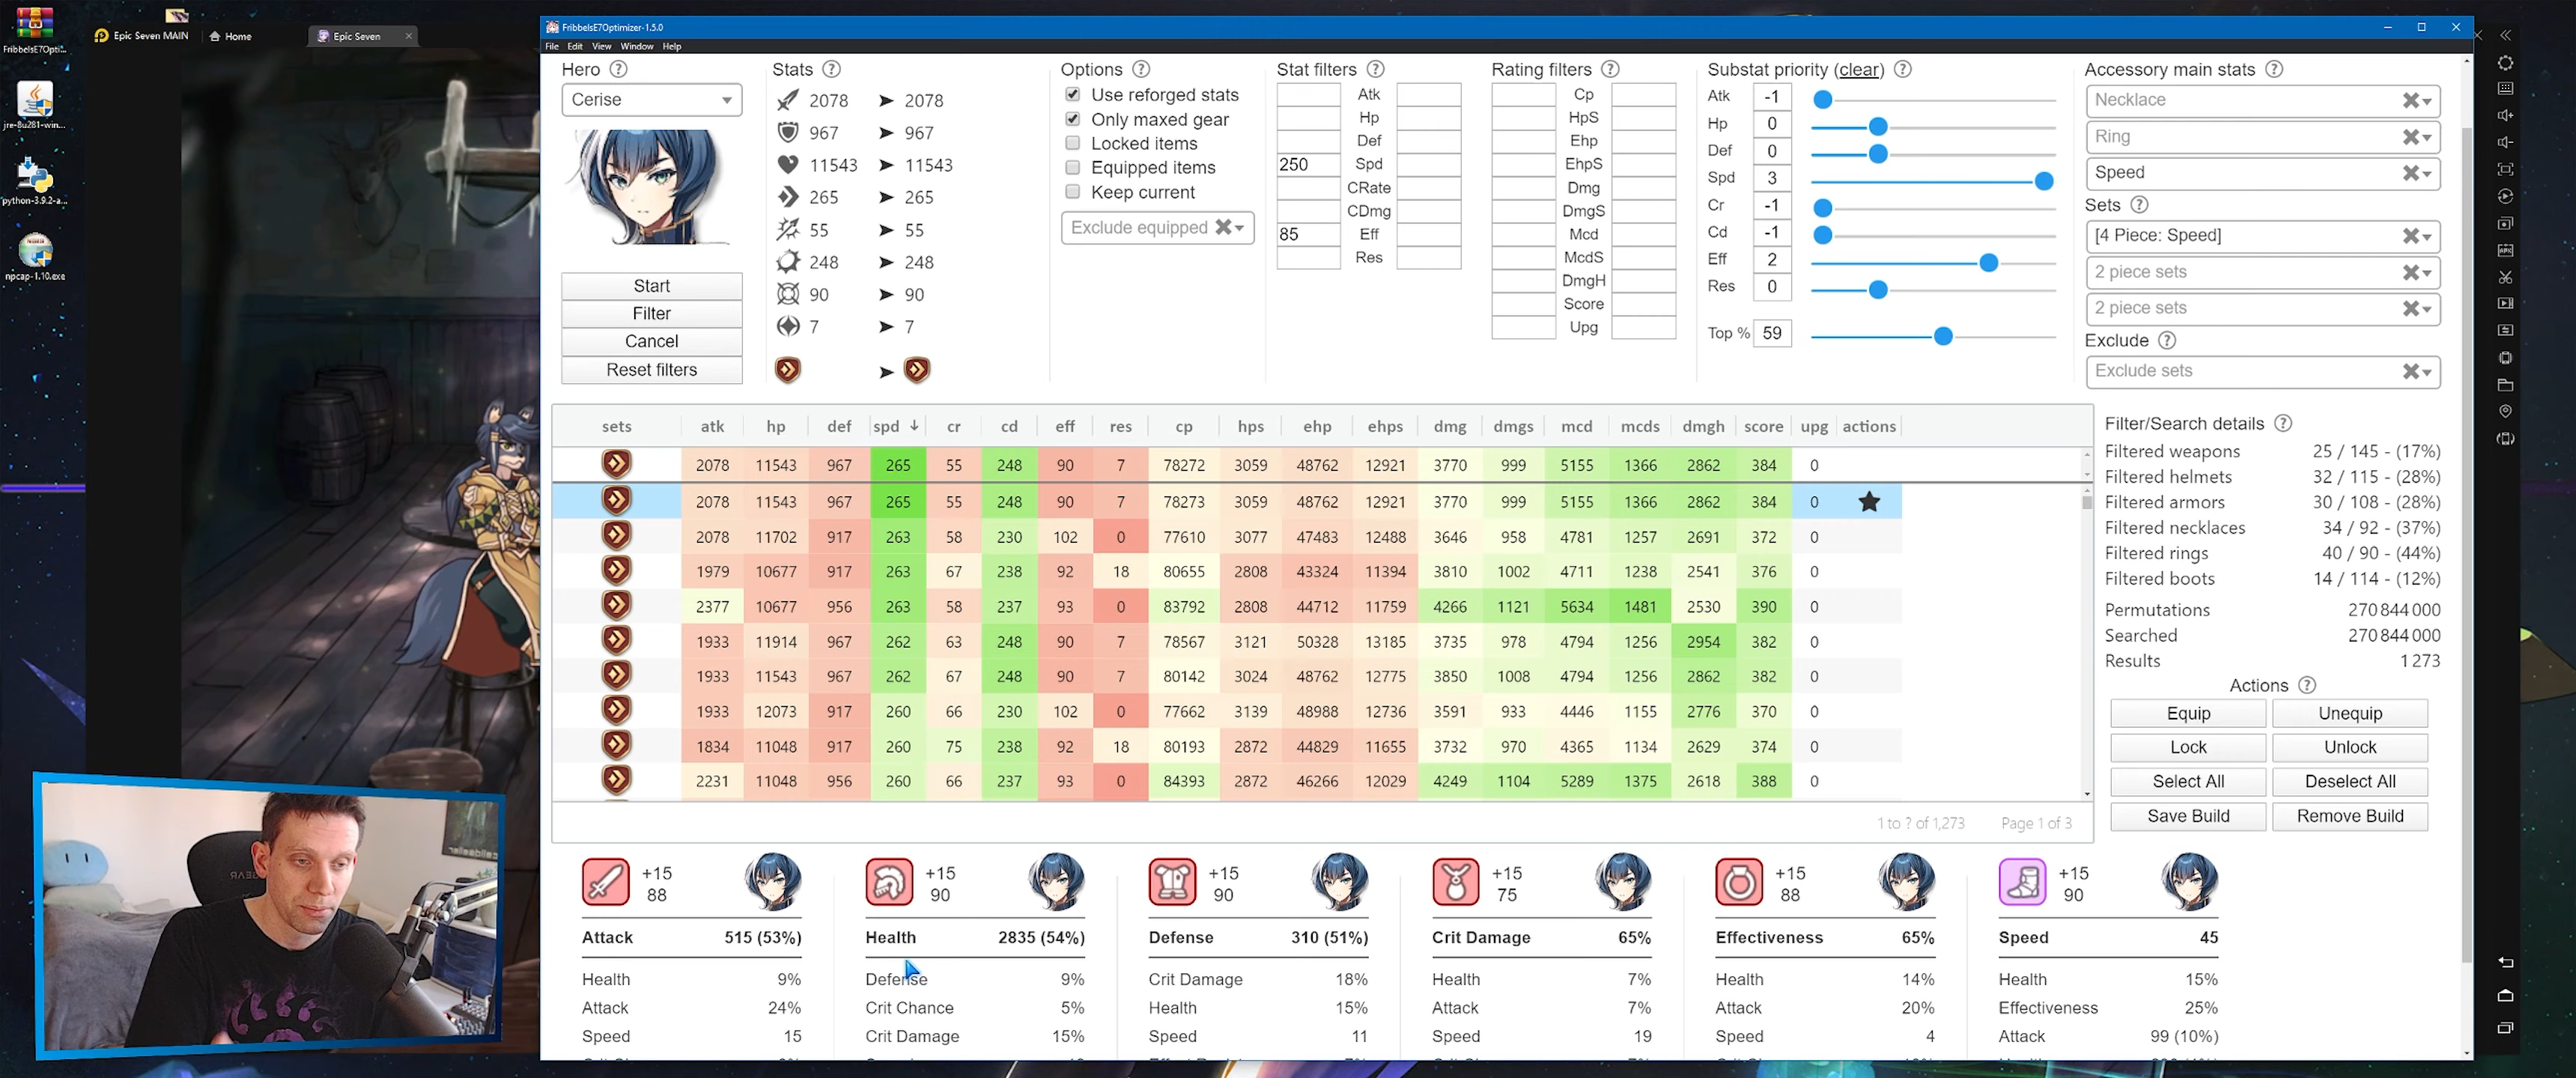 FribbelsE7Opti...
jre-8u281-win...
python-3.9.2-a...
npcap-1.10.exe
Epic Seven MAIN
Home
Epic Seven
FribbelsE7Optimizer-1.5.0
File Edit View Window Help
Hero
Cerise
Start
Filter
Cancel
Reset filters
Stats
2078 2078
967 967
11543 11543
265 265
55 55
248 248
90 90
7 7
Options
Use reforged stats
Only maxed gear
Locked items
Equipped items
Keep current
Exclude equipped
Stat filters
Atk
Hp
Def
250 Spd
CRate
CDmg
85 Eff
Res
Rating filters
Cp
HpS
Ehp
EhpS
Dmg
DmgS
Mcd
McdS
DmgH
Score
Upg
Substat priority (clear)
Atk -1
Hp 0
Def 0
Spd 3
Cr -1
Cd -1
Eff 2
Res 0
Top % 59
Accessory main stats
Necklace
Ring
Speed
Sets
[4 Piece: Speed]
2 piece sets
2 piece sets
Exclude
Exclude sets
sets atk hp def spd cr cd eff res cp hps ehp ehps dmg dmgs mcd mcds dmgh score upg actions
2078 11543 967 265 55 248 90 7 78272 3059 48762 12921 3770 999 5155 1366 2862 384 0
2078 11543 967 265 55 248 90 7 78273 3059 48762 12921 3770 999 5155 1366 2862 384 0
2078 11702 917 263 58 230 102 0 77610 3077 47483 12488 3646 958 4781 1257 2691 372 0
1979 10677 917 263 67 238 92 18 80655 2808 43324 11394 3810 1002 4711 1238 2541 376 0
2377 10677 956 263 58 237 93 0 83792 2808 44712 11759 4266 1121 5634 1481 2530 390 0
1933 11914 967 262 63 248 90 7 78567 3121 50328 13185 3735 978 4794 1256 2954 382 0
1933 11543 967 262 67 248 90 7 80142 3024 48762 12775 3850 1008 4794 1256 2862 382 0
1933 12073 917 260 66 230 102 0 77662 3139 48988 12736 3591 933 4446 1155 2776 370 0
1834 11048 917 260 75 238 92 18 80193 2872 44829 11655 3732 970 4365 1134 2629 374 0
2231 11048 956 260 66 237 93 0 84393 2872 46266 12029 4249 1104 5289 1375 2618 388 0
1 to ? of 1,273 Page 1 of 3
Filter/Search details
Filtered weapons 25 / 145 - (17%)
Filtered helmets 32 / 115 - (28%)
Filtered armors 30 / 108 - (28%)
Filtered necklaces 34 / 92 - (37%)
Filtered rings 40 / 90 - (44%)
Filtered boots 14 / 114 - (12%)
Permutations 270 844 000
Searched 270 844 000
Results 1 273
Actions
Equip Unequip
Lock Unlock
Select All Deselect All
Save Build Remove Build
+15
88
Attack 515 (53%)
Health 9%
Attack 24%
Speed 15
+15
90
Health 2835 (54%)
Defense 9%
Crit Chance 5%
Crit Damage 15%
+15
90
Defense 310 (51%)
Crit Damage 18%
Health 15%
Speed 11
+15
75
Crit Damage 65%
Health 7%
Attack 7%
Speed 19
+15
88
Effectiveness 65%
Health 14%
Attack 20%
Speed 4
+15
90
Speed 45
Health 15%
Effectiveness 25%
Attack 99 (10%)